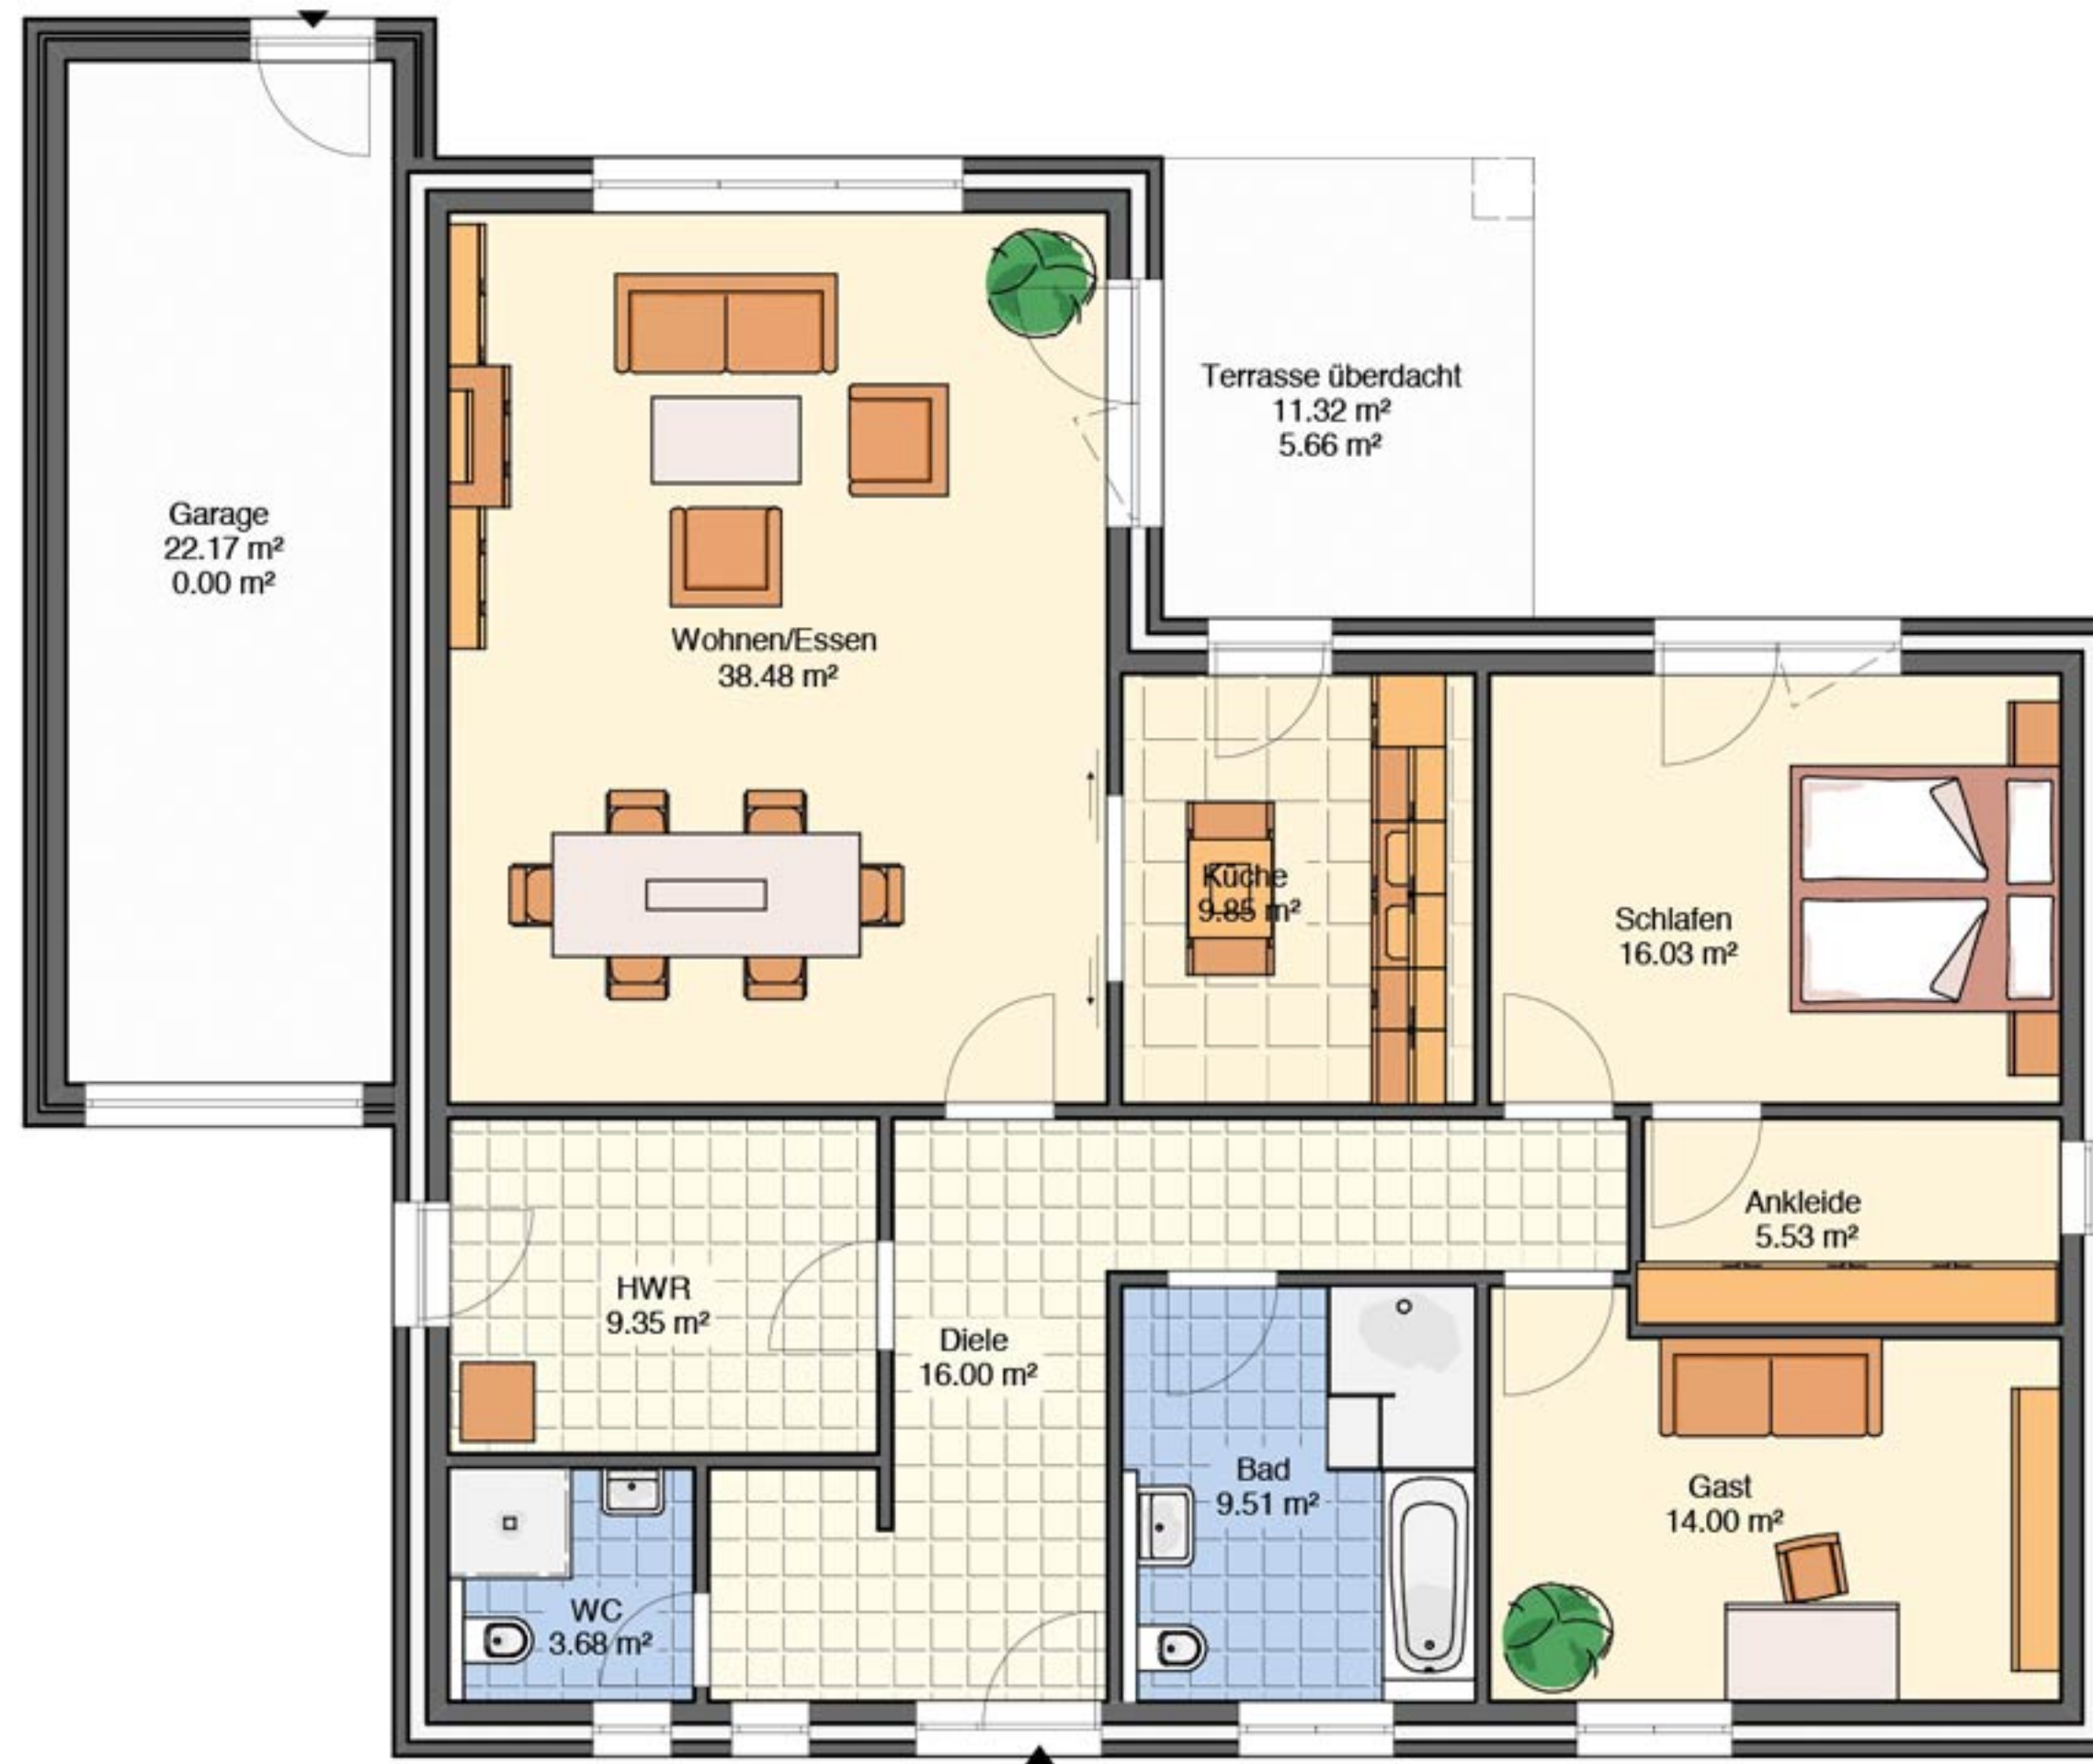 Terrasse überdacht
11.32 m²
5.66 m²
Garage
22.17 m²
0.00 m²
Wohnen/Essen
38.48 m²
Küche
9.85 m²
Schlafen
16.03 m²
Ankleide
5.53 m²
HWR
9.35 m²
Diele
16.00 m²
Bad
9.51 m²
Gast
14.00 m²
WC
3.68 m²